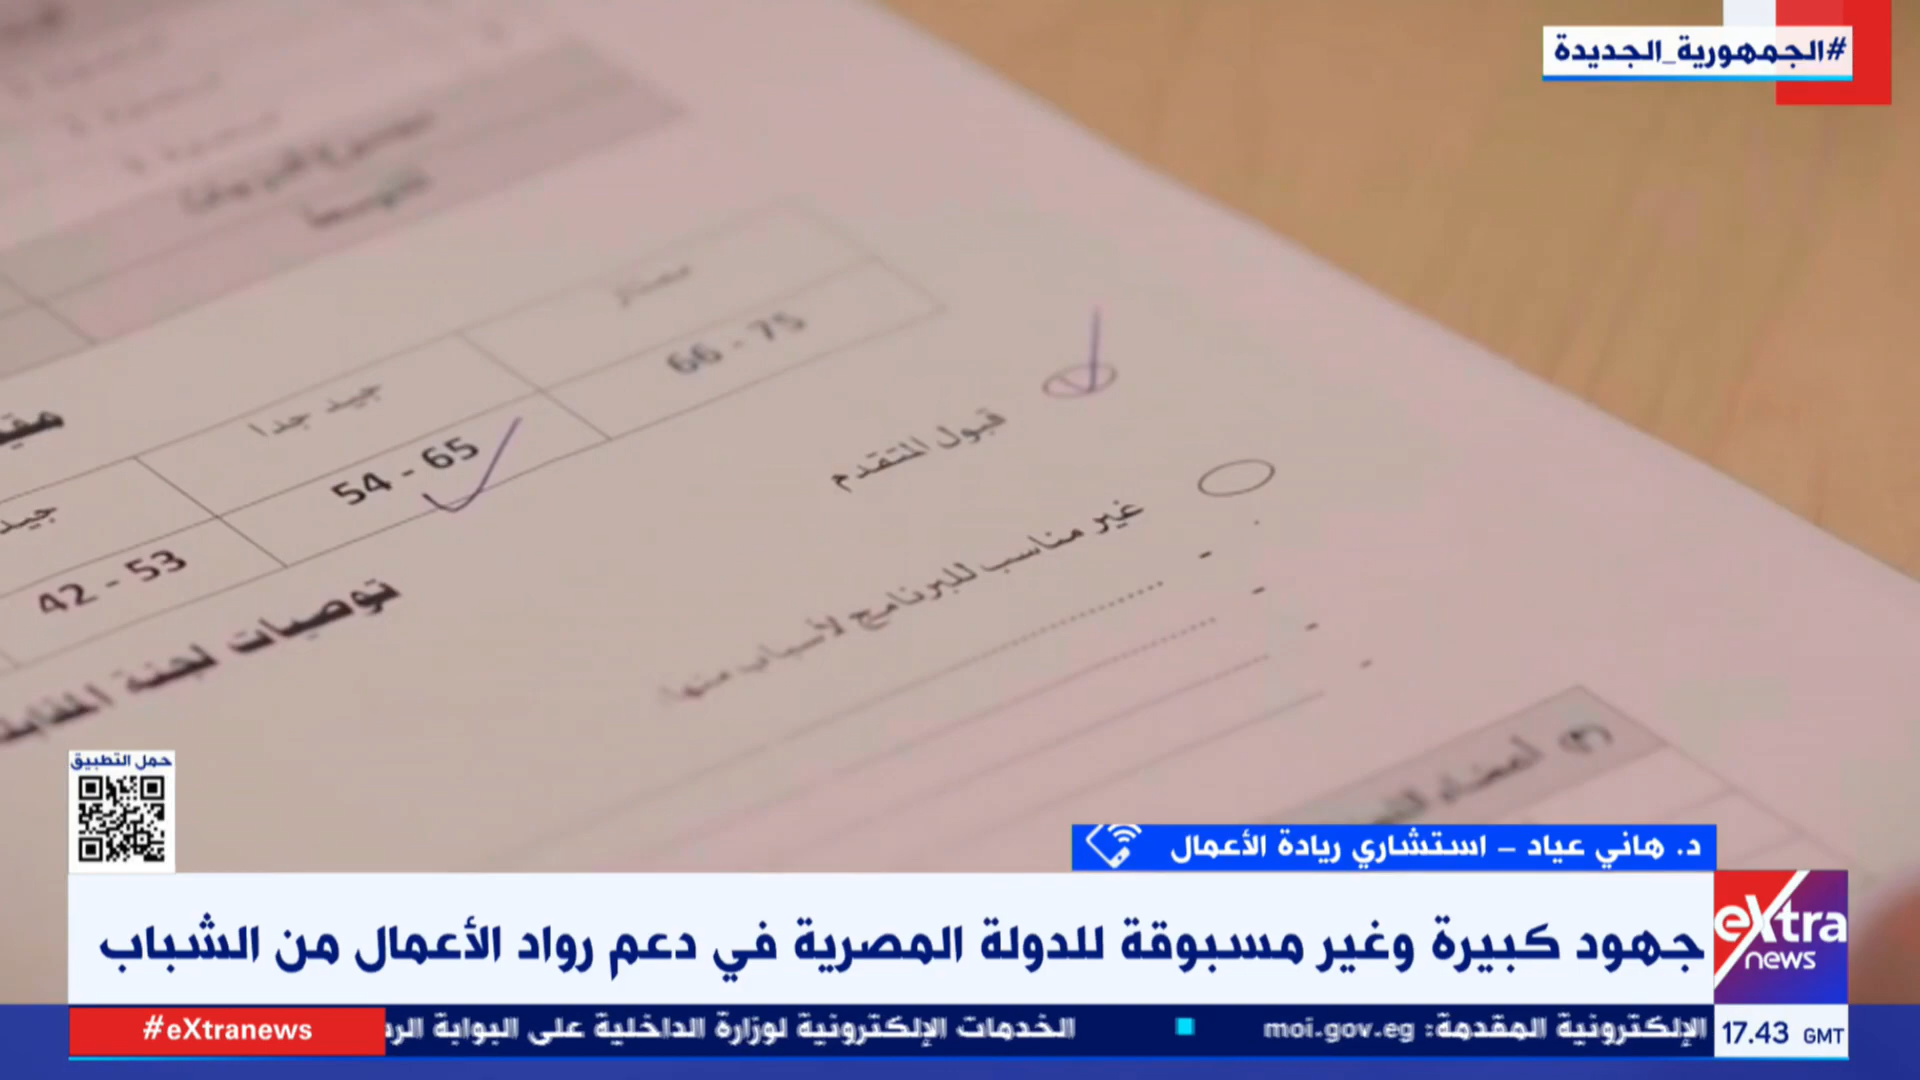 #الجمهورية_الجديدة
ممتاز
جيد جدا
جيد
66 - 75
54 - 65
42 - 53
قبول المتقدم
غير مناسب للبرنامج لأسباب منها:
توصيات لجنة
حمل التطبيق
د. هاني عياد – استشاري ريادة الأعمال
جهود كبيرة وغير مسبوقة للدولة المصرية في دعم رواد الأعمال من الشباب
eXtra news
الإلكترونية المقدمة: moi.gov.eg ■ الخدمات الإلكترونية لوزارة الداخلية على البوابة
#eXtranews
17.43 GMT